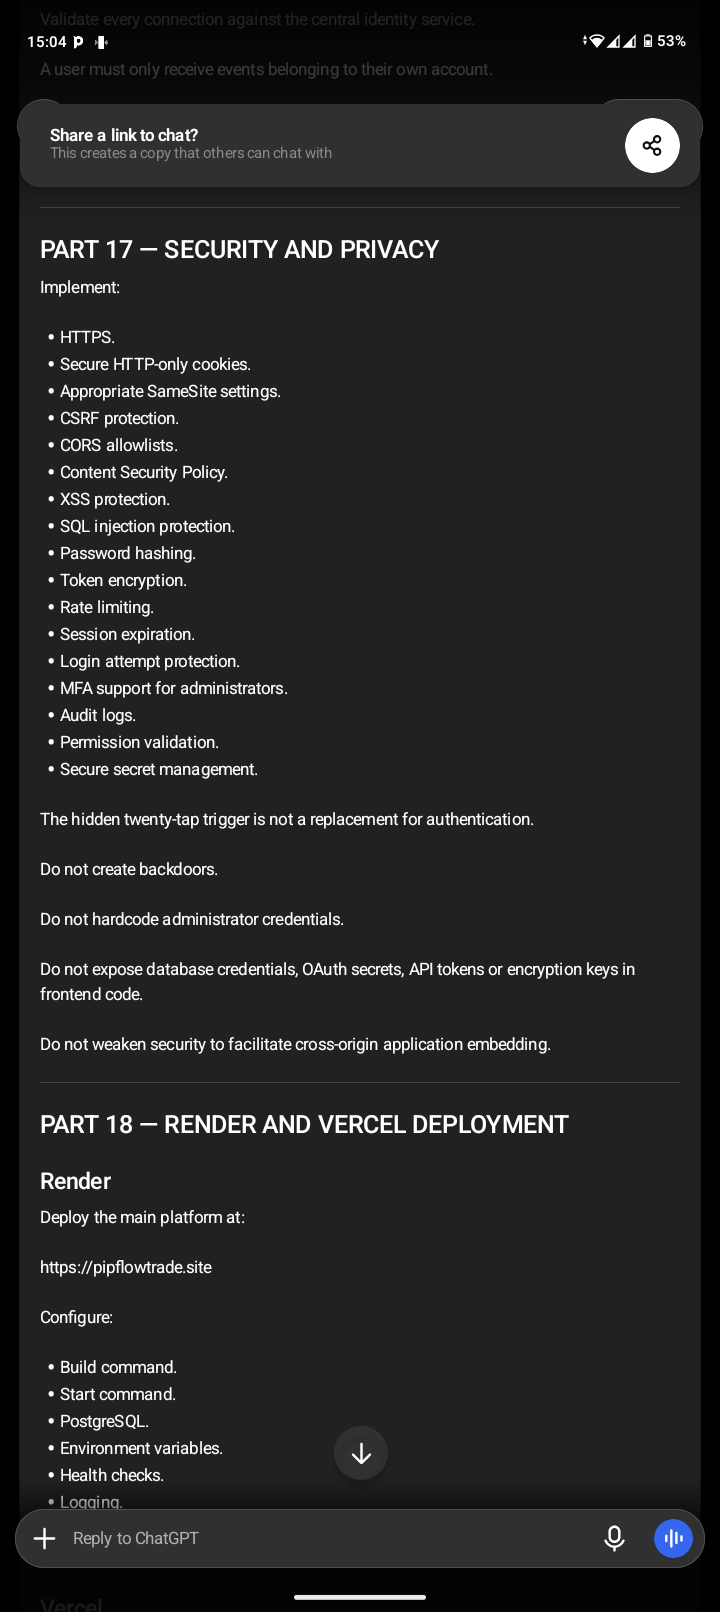 Validate every connection against the central identity service.
15:04
53%
A user must only receive events belonging to their own account.
Share a link to chat?
This creates a copy that others can chat with
PART 17 — SECURITY AND PRIVACY
Implement:
• HTTPS.
• Secure HTTP-only cookies.
• Appropriate SameSite settings.
• CSRF protection.
• CORS allowlists.
• Content Security Policy.
• XSS protection.
• SQL injection protection.
• Password hashing.
• Token encryption.
• Rate limiting.
• Session expiration.
• Login attempt protection.
• MFA support for administrators.
• Audit logs.
• Permission validation.
• Secure secret management.
The hidden twenty-tap trigger is not a replacement for authentication.
Do not create backdoors.
Do not hardcode administrator credentials.
Do not expose database credentials, OAuth secrets, API tokens or encryption keys in
frontend code.
Do not weaken security to facilitate cross-origin application embedding.
PART 18 — RENDER AND VERCEL DEPLOYMENT
Render
Deploy the main platform at:
https://pipflowtrade.site
Configure:
• Build command.
• Start command.
• PostgreSQL.
• Environment variables.
• Health checks.
• Logging.
Reply to ChatGPT
Vercel